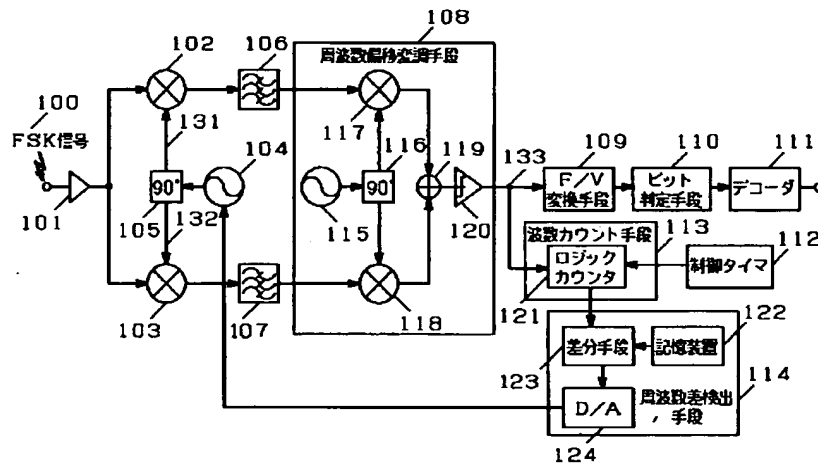 108
102
106
周波数偏移変調手段
100
FSK信号
131
104
117
116
119
133
109
110
111
90°
90°
F/V
変換手段
ビット
判定手段
デコーダ
101
105
132
115
120
波数カウント手段
113
112
ロジック
カウンタ
制御タイマ
103
107
118
121
122
差分手段
記憶装置
123
114
D/A
周波数差検出
手段
124